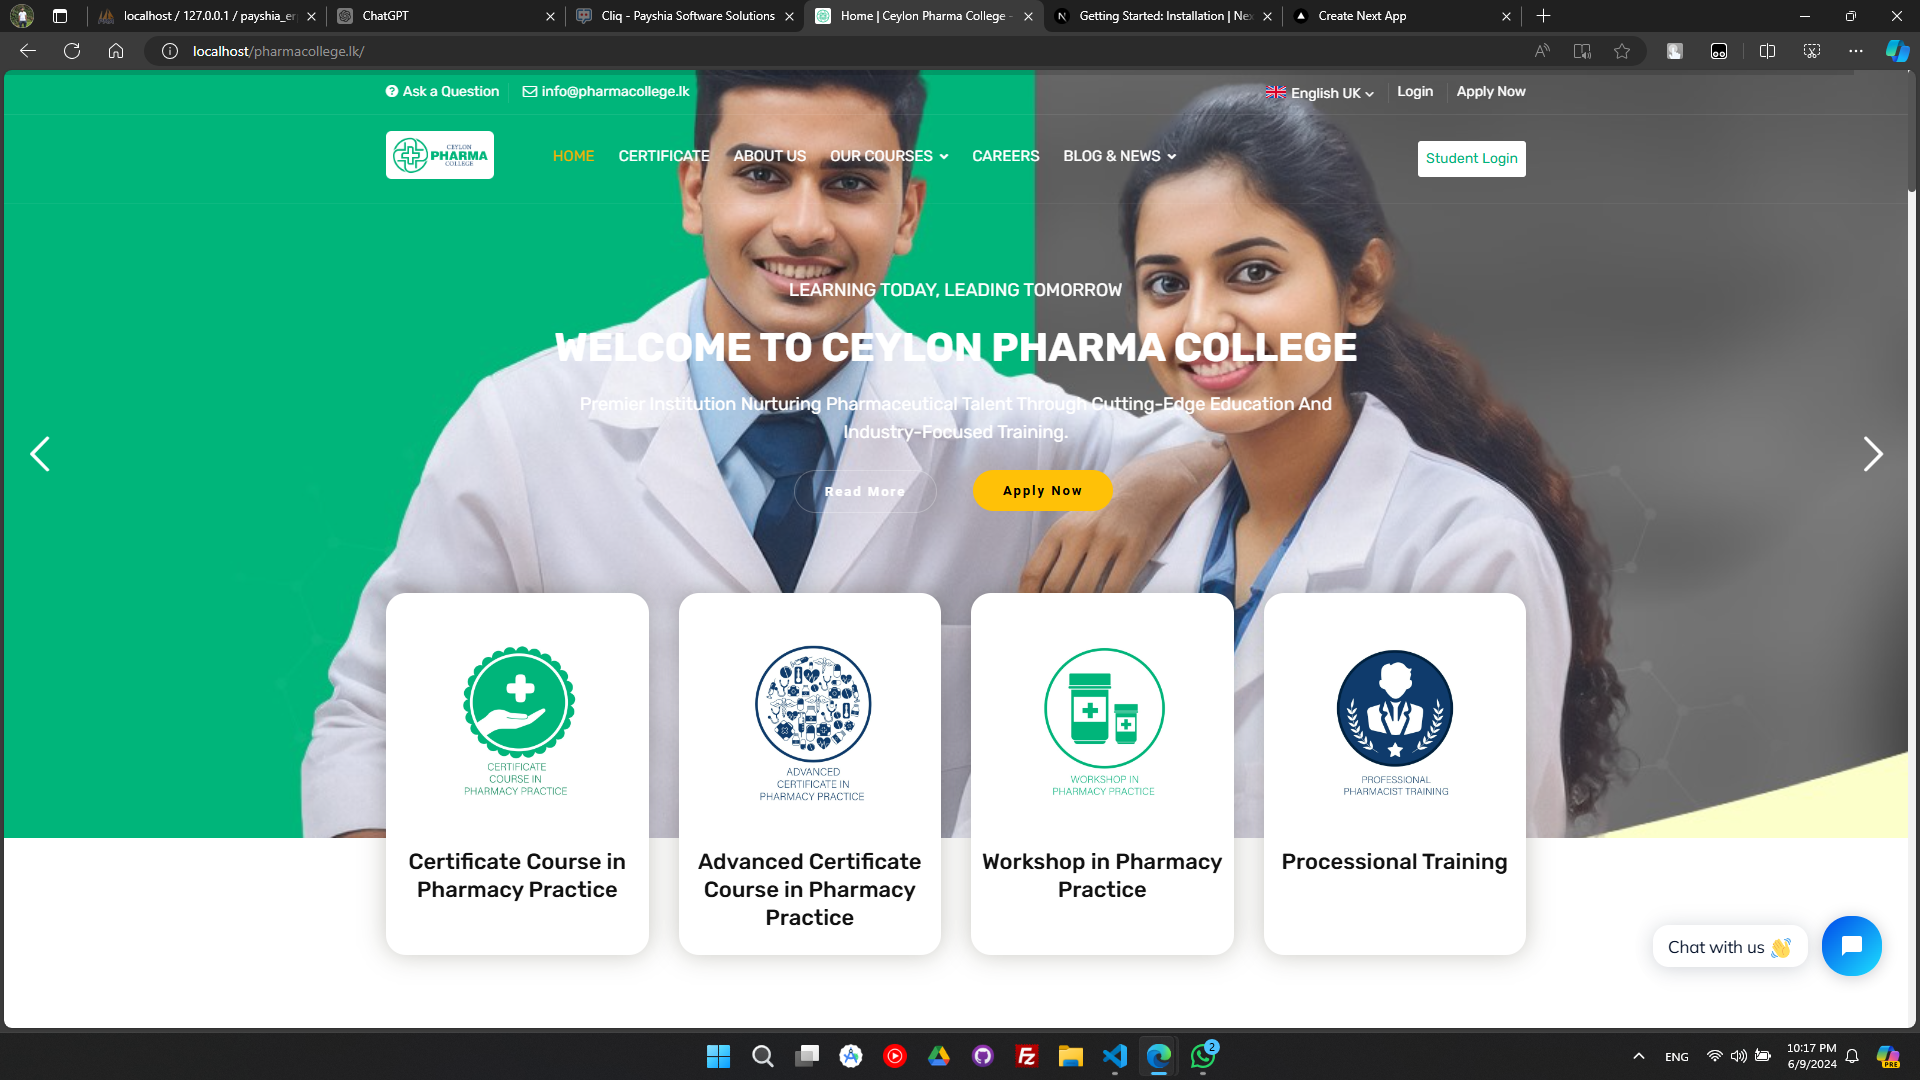 localhost / 127.0.0.1 / payshia_er
ChatGPT
Cliq - Payshia Software Solutions
Home | Ceylon Pharma College -
Getting Started: Installation | Nex
Create Next App
localhost/pharmacollege.lk/
Ask a Question
info@pharmacollege.lk
English UK
Login
Apply Now
CEYLON
PHARMA
COLLEGE
HOME
CERTIFICATE
ABOUT US
OUR COURSES
CAREERS
BLOG & NEWS
Student Login
LEARNING TODAY, LEADING TOMORROW
WELCOME TO CEYLON PHARMA COLLEGE
Premier Institution Nurturing Pharmaceutical Talent Through Cutting-Edge Education And
Industry-Focused Training.
Read More
Apply Now
CERTIFICATE
COURSE IN
PHARMACY PRACTICE
Certificate Course in
Pharmacy Practice
ADVANCED
CERTIFICATE IN
PHARMACY PRACTICE
Advanced Certificate
Course in Pharmacy
Practice
WORKSHOP IN
PHARMACY PRACTICE
Workshop in Pharmacy
Practice
PROFESSIONAL
PHARMACIST TRAINING
Processional Training
Chat with us 👋
2
ENG
10:17 PM
6/9/2024
PRE